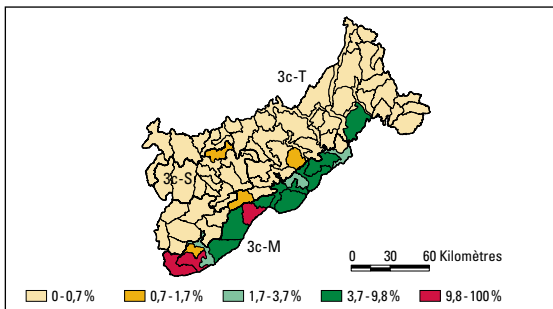 3c-T
3c-S
3c-M
0 30 60 Kilomètres
0 - 0,7 % 0,7 - 1,7 % 1,7 - 3,7 % 3,7 - 9,8 % 9,8 - 100 %